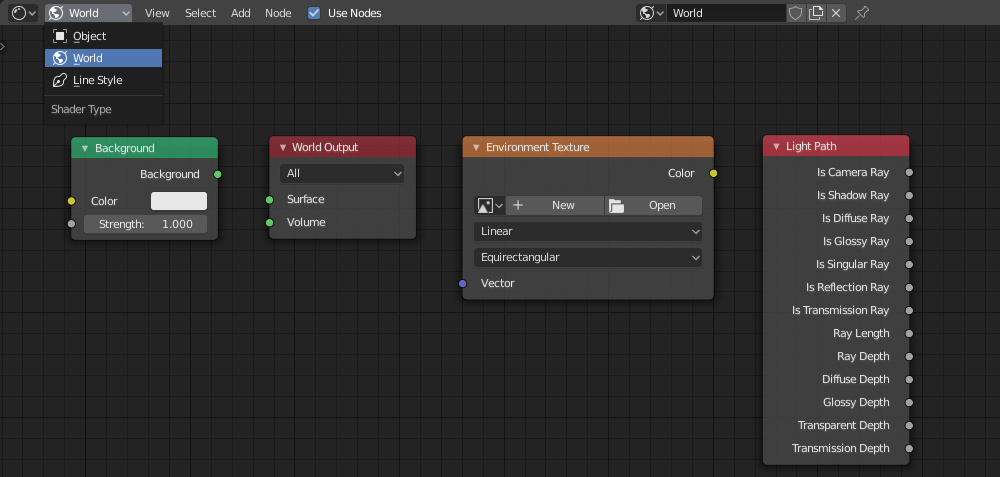 World View Select Add Node Use Nodes World
Object
World
Line Style
Shader Type
Background
Background
Color
Strength: 1.000
World Output
All
Surface
Volume
Environment Texture
Color
New Open
Linear
Equirectangular
Vector
Light Path
Is Camera Ray
Is Shadow Ray
Is Diffuse Ray
Is Glossy Ray
Is Singular Ray
Is Reflection Ray
Is Transmission Ray
Ray Length
Ray Depth
Diffuse Depth
Glossy Depth
Transparent Depth
Transmission Depth